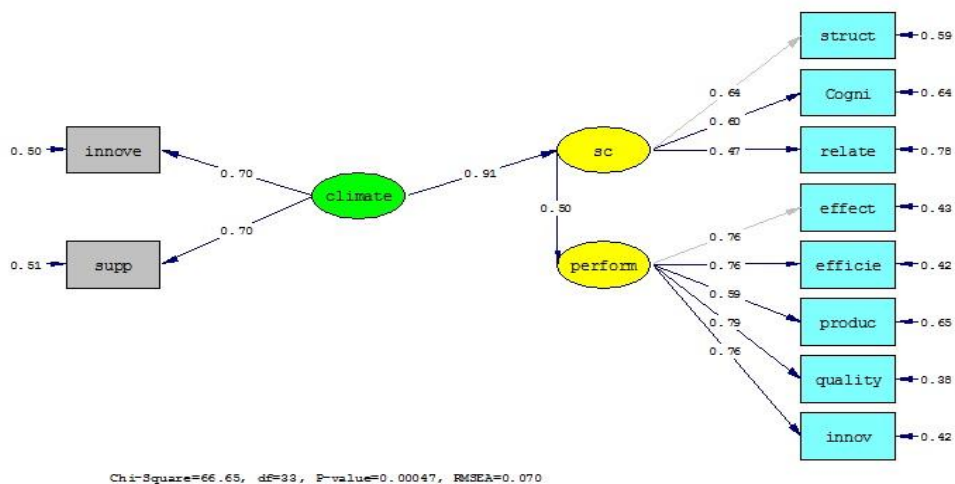 struct
0.59
0.64
Cogni
0.64
0.60
0.50
innove
sc
0.47
relate
0.78
0.70
0.91
climate
effect
0.43
0.50
0.70
0.76
0.51
supp
perform
0.76
efficie
0.42
0.59
produc
0.65
0.79
0.76
quality
0.38
innov
0.42
Chi-Square=66.65, df=33, P-value=0.00047, RMSEA=0.070